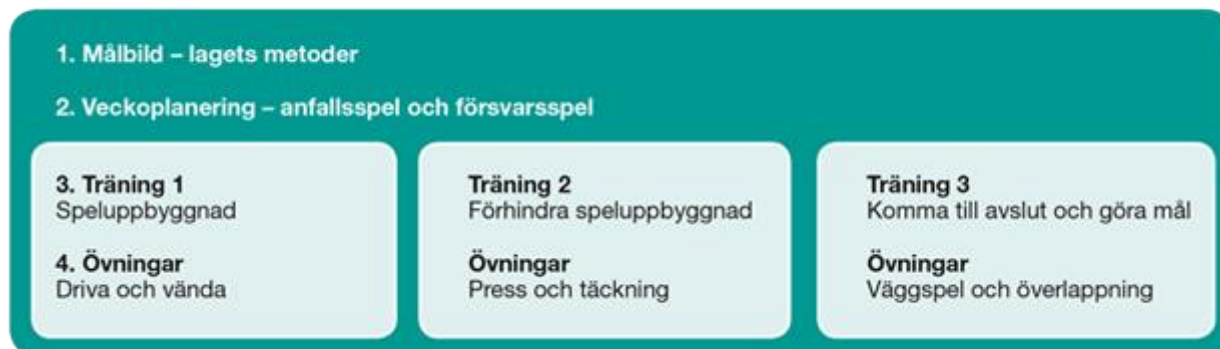 1. Målbild – lagets metoder
2. Veckoplanering – anfallsspel och försvarsspel
3. Träning 1
Speluppbyggnad
4. Övningar
Driva och vända
Träning 2
Förhindra speluppbyggnad
Övningar
Press och täckning
Träning 3
Komma till avslut och göra mål
Övningar
Väggspel och överlappning